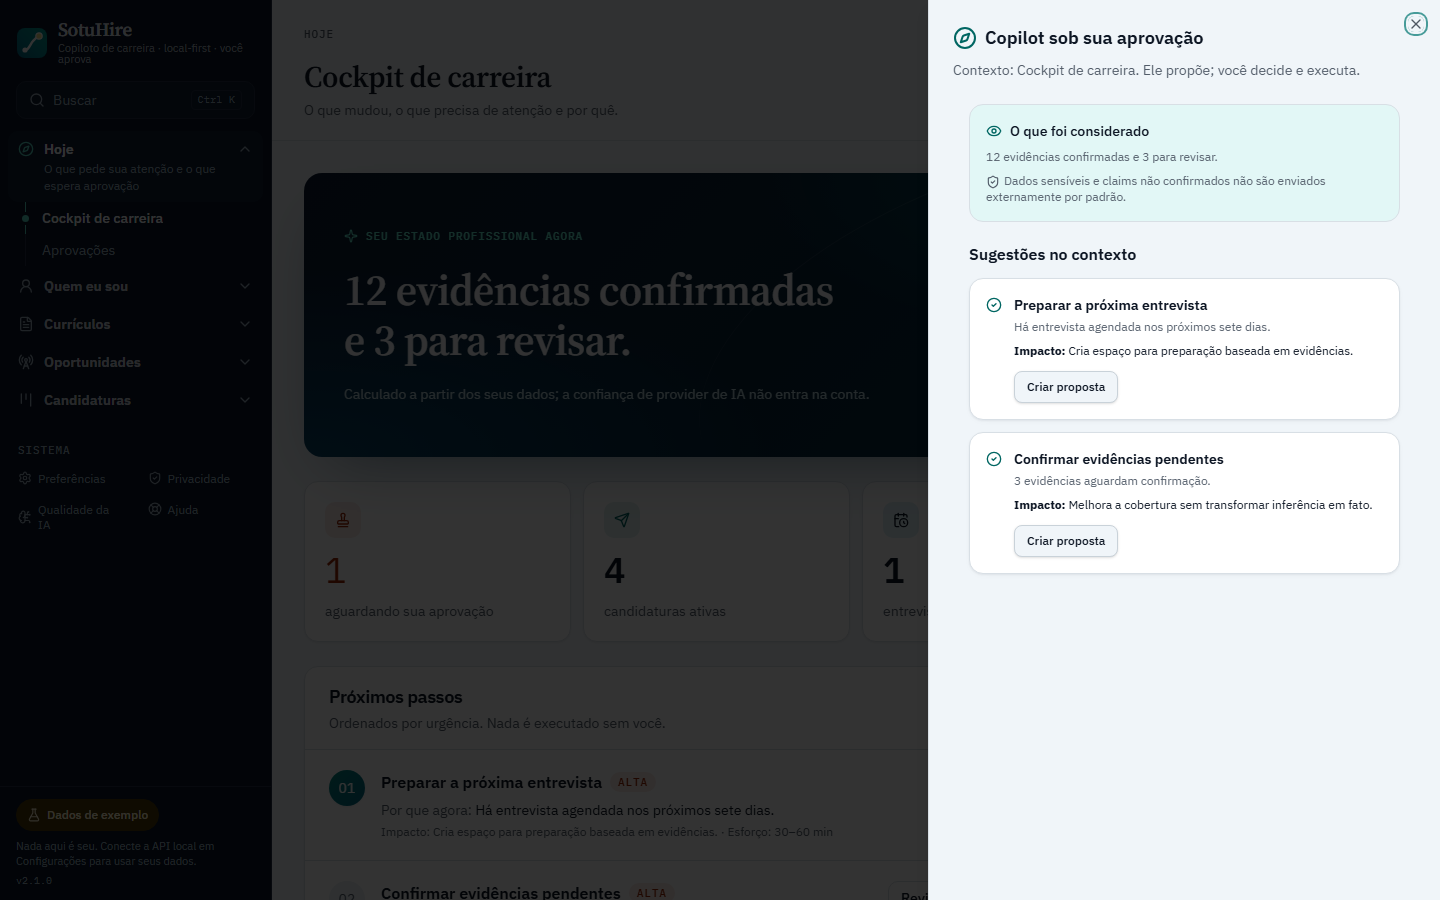 SotuHire
Copiloto de carreira · local-first · você
aprova
Buscar
Ctrl K
Hoje
O que pede sua atenção e o que
espera aprovação
Cockpit de carreira
Aprovações
Quem eu sou
Currículos
Oportunidades
Candidaturas
SISTEMA
Preferências
Privacidade
Qualidade da
IA
Ajuda
Dados de exemplo
Nada aqui é seu. Conecte a API local em
Configurações para usar seus dados.
v2.1.0
HOJE
Cockpit de carreira
O que mudou, o que precisa de atenção e por quê.
SEU ESTADO PROFISSIONAL AGORA
12 evidências confirmadas
e 3 para revisar.
Calculado a partir dos seus dados; a confiança de provider de IA não entra na conta.
1
aguardando sua aprovação
4
candidaturas ativas
1
Próximos passos
Ordenados por urgência. Nada é executado sem você.
01
Preparar a próxima entrevista
ALTA
Por que agora: Há entrevista agendada nos próximos sete dias.
Impacto: Cria espaço para preparação baseada em evidências. · Esforço: 30–60 min
02
Confirmar evidências pendentes
ALTA
Copilot sob sua aprovação
Contexto: Cockpit de carreira. Ele propõe; você decide e executa.
O que foi considerado
12 evidências confirmadas e 3 para revisar.
Dados sensíveis e claims não confirmados não são enviados
externamente por padrão.
Sugestões no contexto
Preparar a próxima entrevista
Há entrevista agendada nos próximos sete dias.
Impacto: Cria espaço para preparação baseada em evidências.
Criar proposta
Confirmar evidências pendentes
3 evidências aguardam confirmação.
Impacto: Melhora a cobertura sem transformar inferência em fato.
Criar proposta